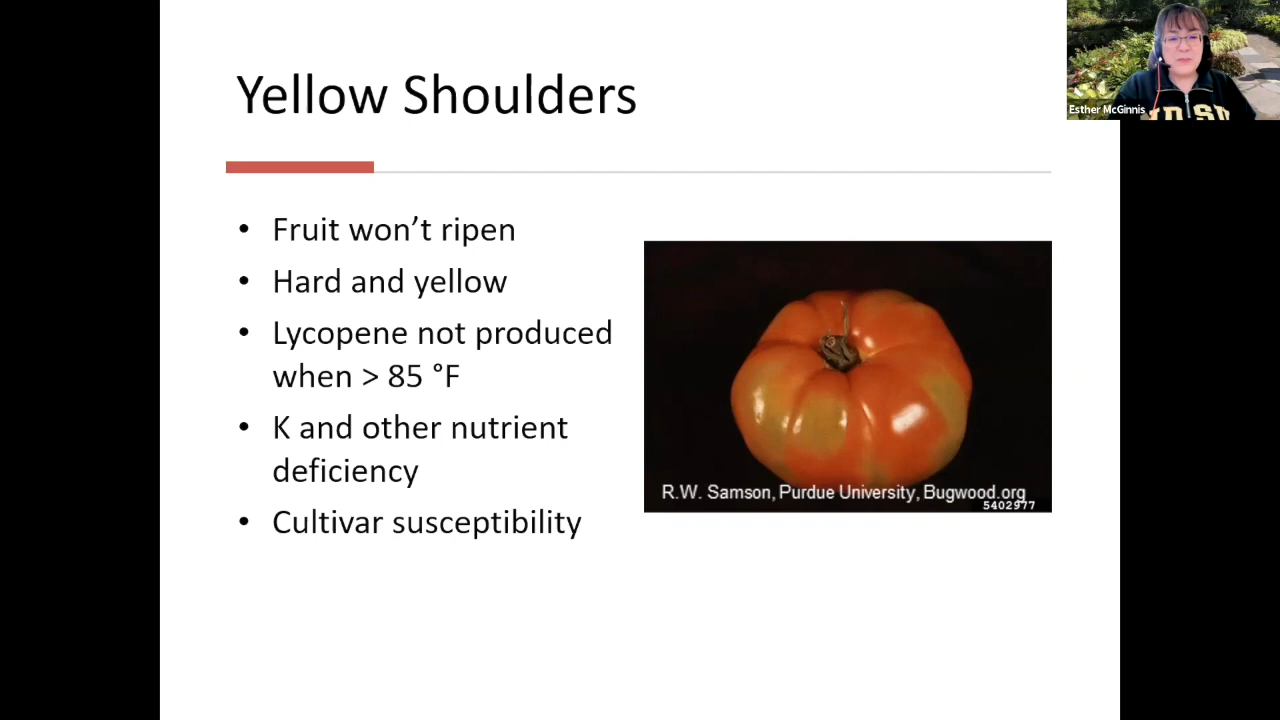 Yellow Shoulders
• Fruit won’t ripen
• Hard and yellow
• Lycopene not produced
when > 85 °F
• K and other nutrient
deficiency
• Cultivar susceptibility
R.W. Samson, Purdue University, Bugwood.org
5402977
Esther McGinnis